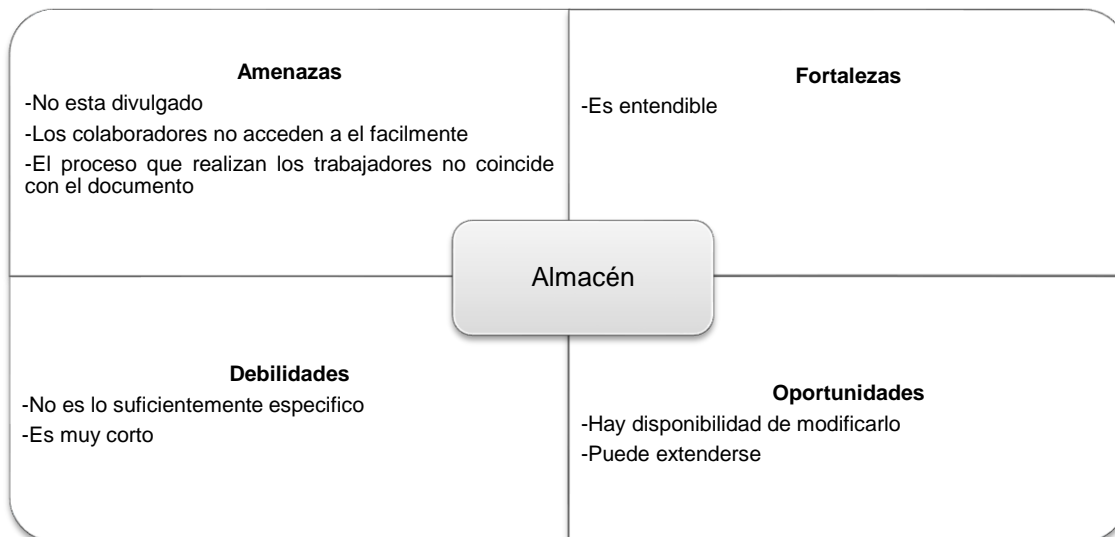 Amenazas
-No esta divulgado
-Los colaboradores no acceden a el facilmente
-El proceso que realizan los trabajadores no coincide
con el documento
Fortalezas
-Es entendible
Almacén
Debilidades
-No es lo suficientemente especifico
-Es muy corto
Oportunidades
-Hay disponibilidad de modificarlo
-Puede extenderse